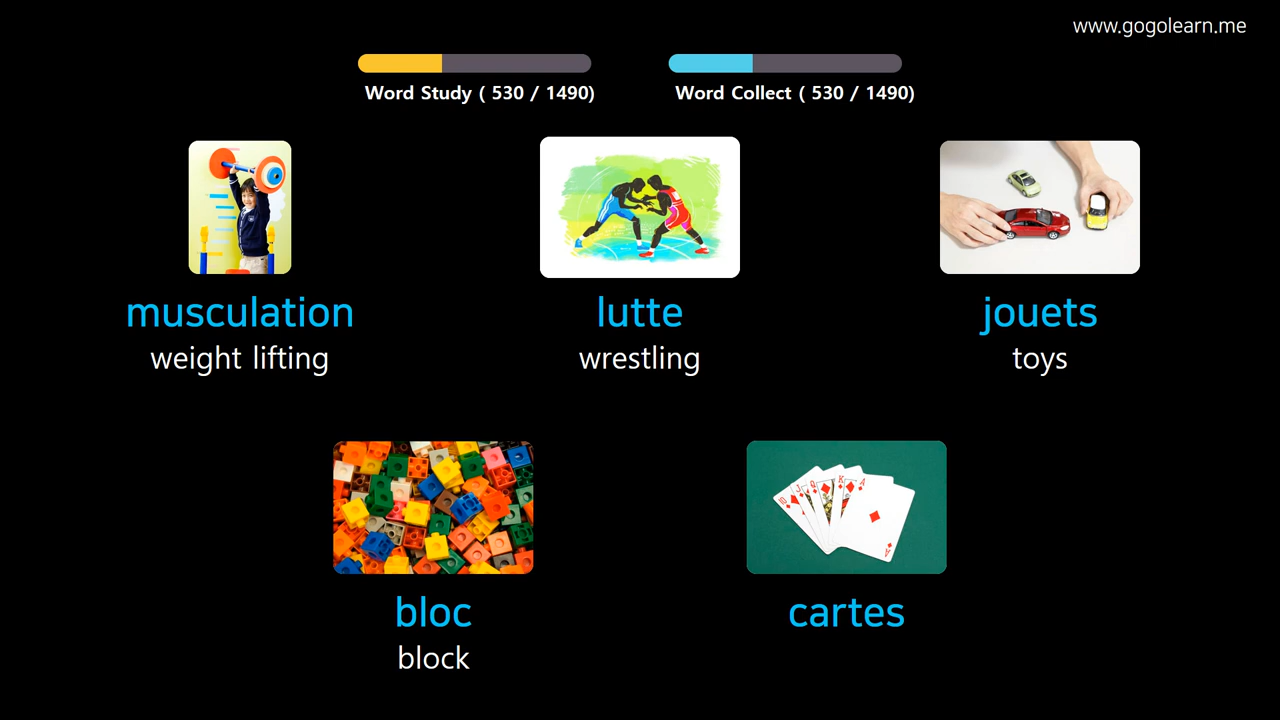 www.gogolearn.me
Word Study ( 530 / 1490)
Word Collect ( 530 / 1490)
musculation
weight lifting
lutte
wrestling
jouets
toys
bloc
block
cartes